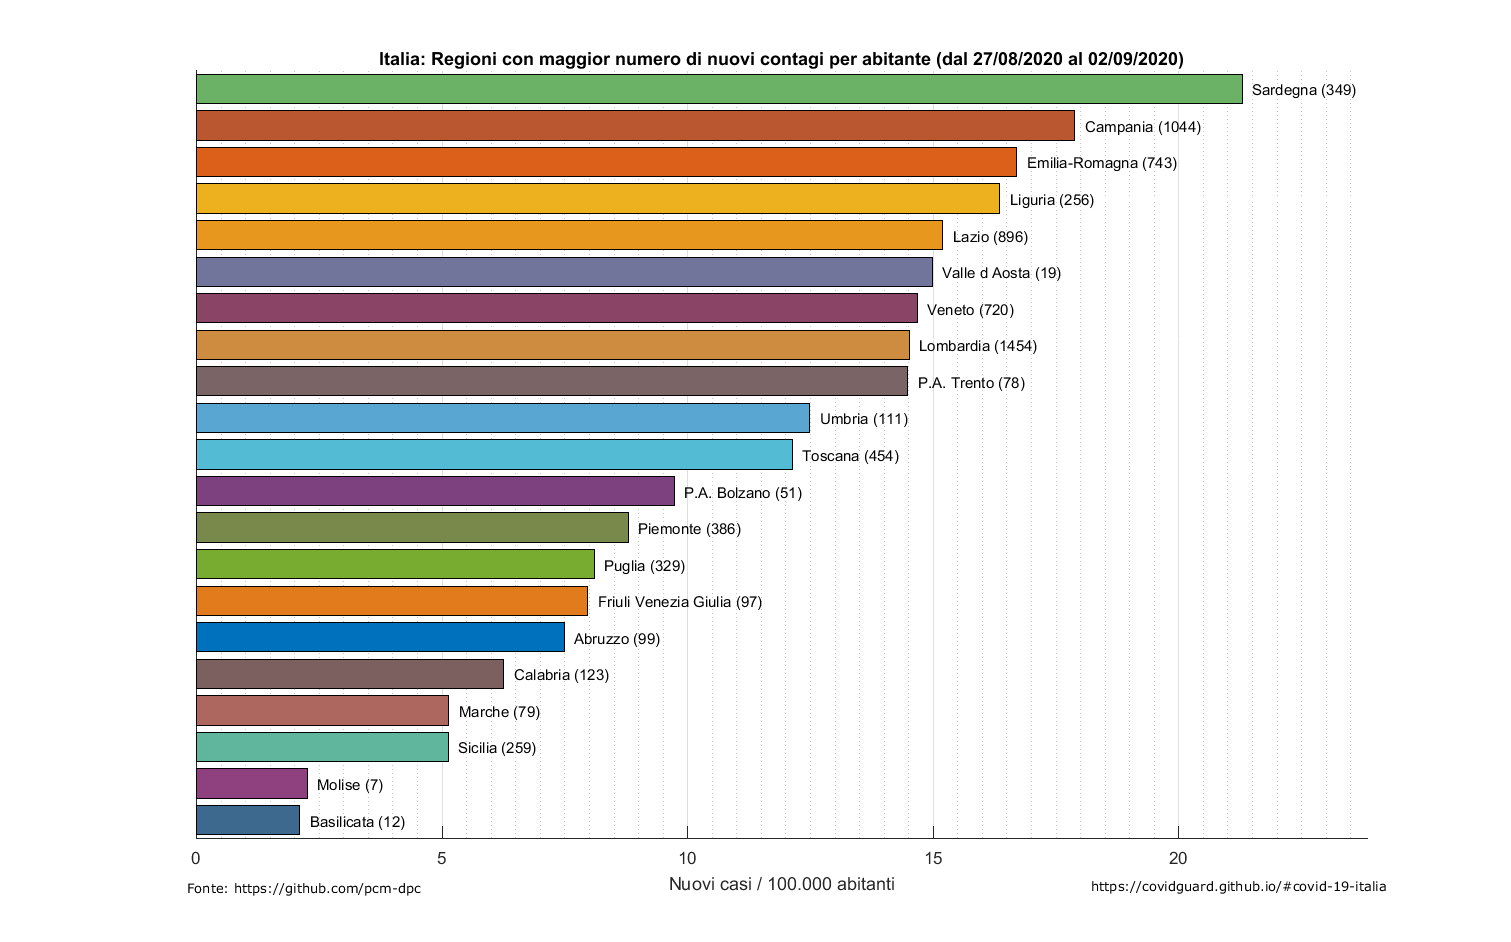 Italia: Regioni con maggior numero di nuovi contagi per abitante (dal 27/08/2020 al 02/09/2020)
Sardegna (349)
Campania (1044)
Emilia-Romagna (743)
Liguria (256)
Lazio (896)
Valle d Aosta (19)
Veneto (720)
Lombardia (1454)
P.A. Trento (78)
Umbria (111)
Toscana (454)
P.A. Bolzano (51)
Piemonte (386)
Puglia (329)
Friuli Venezia Giulia (97)
Abruzzo (99)
Calabria (123)
Marche (79)
Sicilia (259)
Molise (7)
Basilicata (12)
0 5 10 15 20
Nuovi casi / 100.000 abitanti
Fonte: https://github.com/pcm-dpc
https://covidguard.github.io/#covid-19-italia